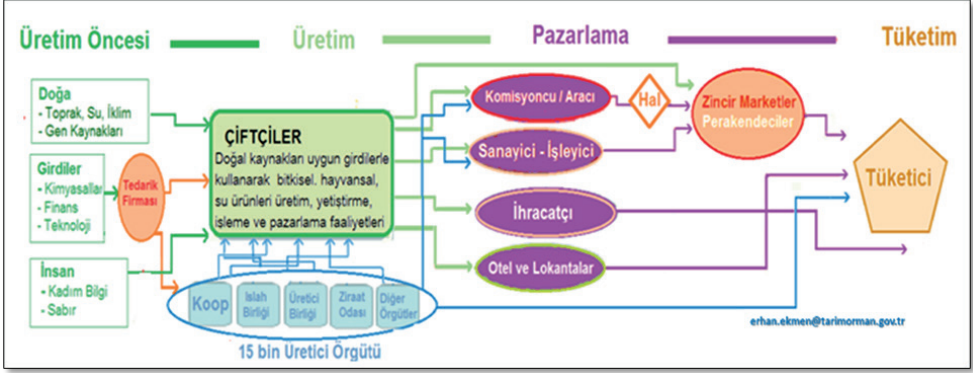 Üretim Öncesi
Üretim
Pazarlama
Tüketim
Doğa
- Toprak, Su, İklim
- Gen Kaynakları
Girdiler
- Kimyasallar
- Finans
- Teknoloji
İnsan
- Kadim Bilgi
- Sabır
Tedarik
Firması
ÇİFTÇİLER
Doğal kaynakları uygun girdilerle
kullanarak bitkisel. hayvansal,
su ürünleri üretim, yetiştirme,
işleme ve pazarlama faaliyetleri
Koop
Islah
Birliği
Üretici
Birliği
Ziraat
Odası
Diğer
Örgütler
15 bin Üretici Örgütü
Komisyoncu / Aracı
Hal
Sanayici - İşleyici
İhracatçı
Otel ve Lokantalar
Zincir Marketler
Perakendeciler
Tüketici
erhan.ekmen@tarimorman.gov.tr